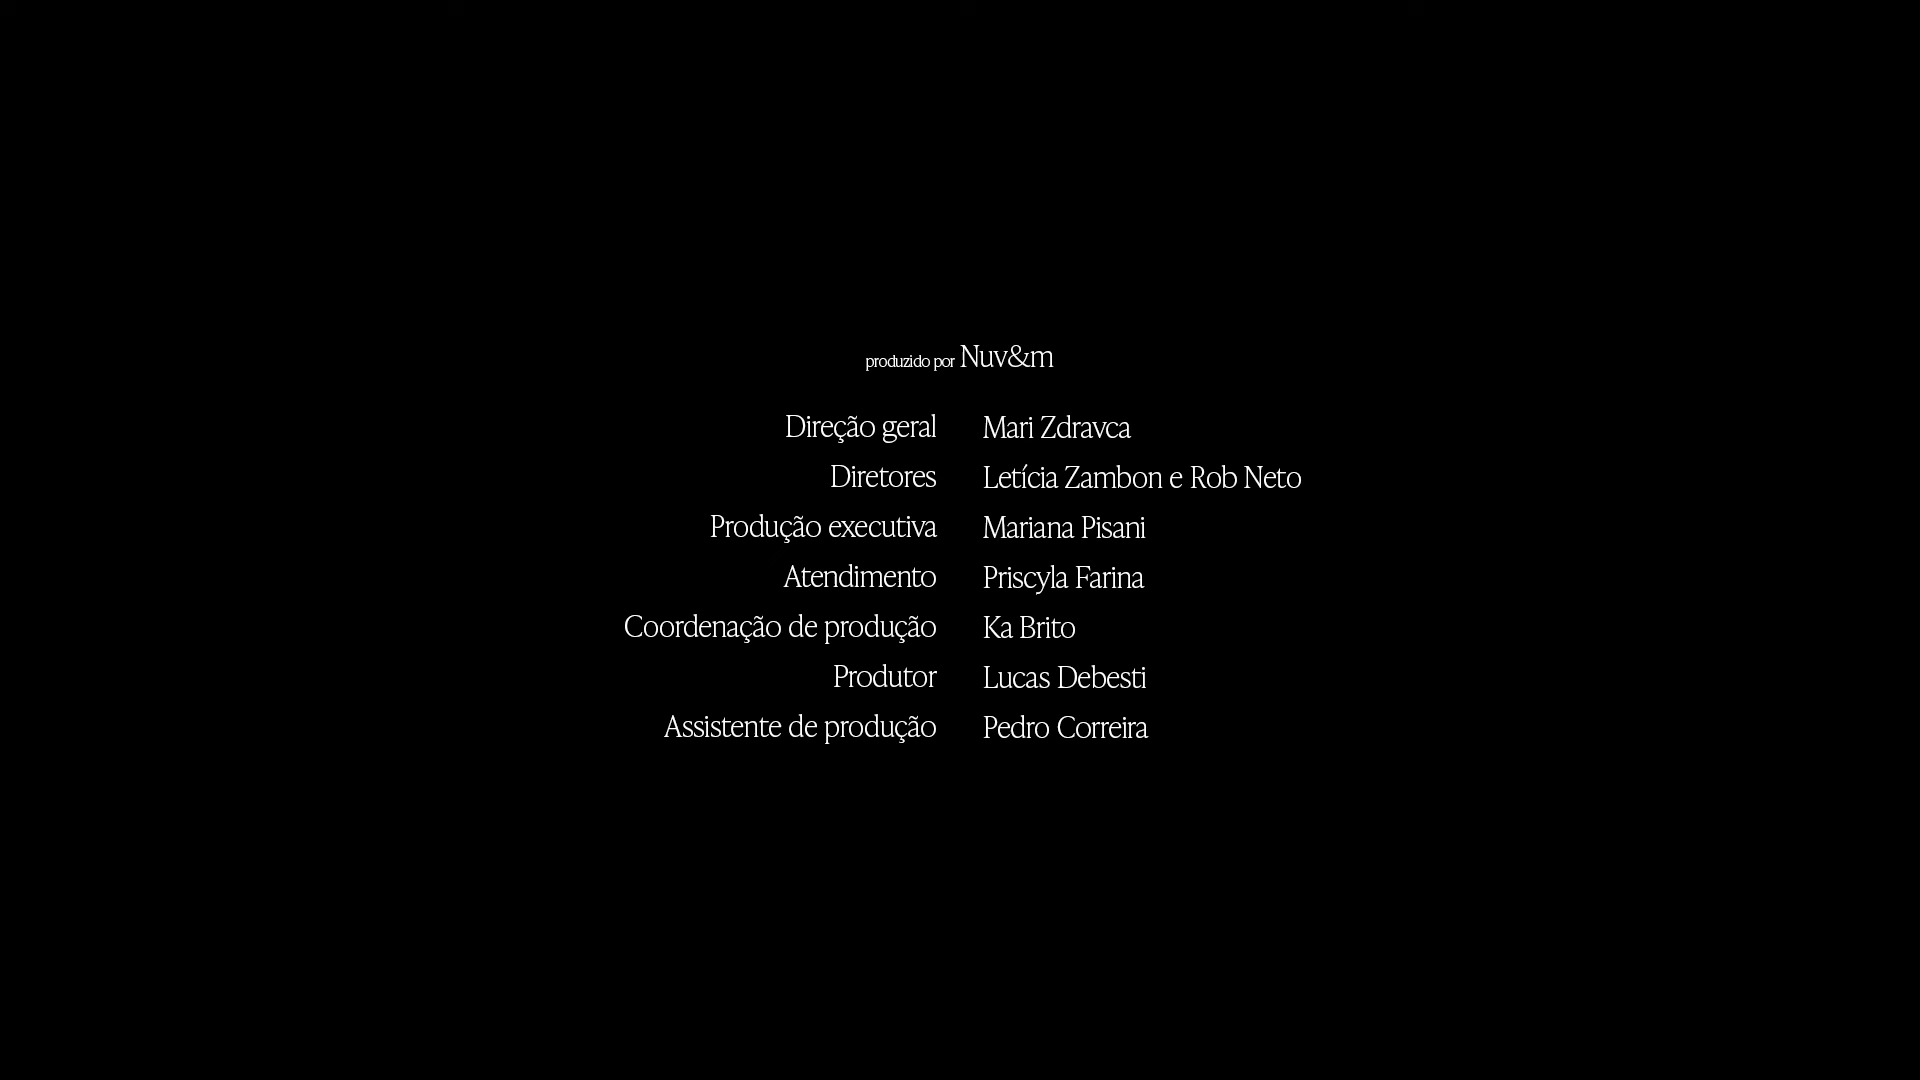 produzido por Nuv&m
Direção geral Mari Zdravca
Diretores Letícia Zambon e Rob Neto
Produção executiva Mariana Pisani
Atendimento Priscyla Farina
Coordenação de produção Ka Brito
Produtor Lucas Debesti
Assistente de produção Pedro Correira